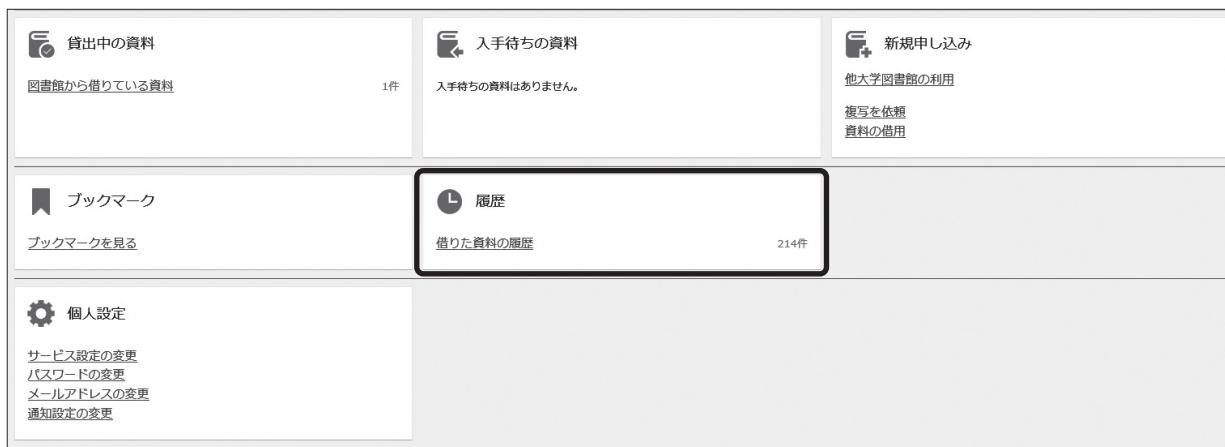 貸出中の資料
図書館から借りている資料 1件
入手待ちの資料
入手待ちの資料はありません。
新規申し込み
他大学図書館の利用
複写を依頼
資料の借用
ブックマーク
ブックマークを見る
履歴
借りた資料の履歴 214件
個人設定
サービス設定の変更
パスワードの変更
メールアドレスの変更
通知設定の変更